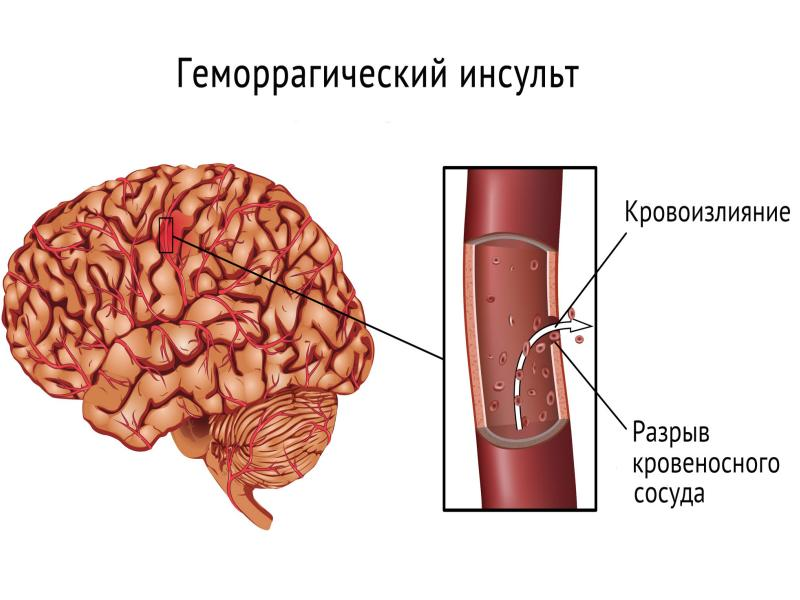 Геморрагический инсульт
Кровоизлияние
Разрыв
кровеносного
сосуда